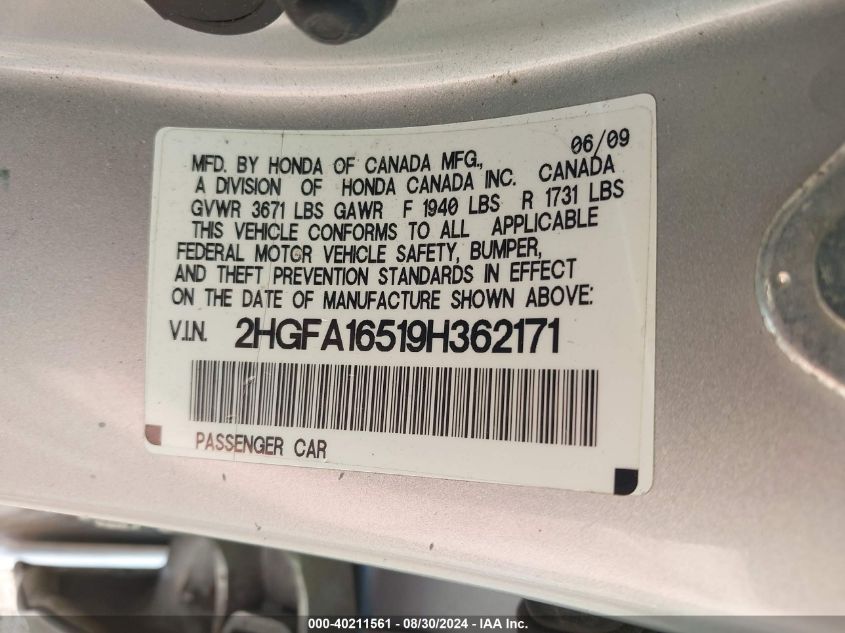 06/09
MFD. BY HONDA OF CANADA MFG.,
A DIVISION OF HONDA CANADA INC. CANADA
GVWR 3671 LBS GAWR F 1940 LBS R 1731 LBS
THIS VEHICLE CONFORMS TO ALL APPLICABLE
FEDERAL MOTOR VEHICLE SAFETY, BUMPER,
AND THEFT PREVENTION STANDARDS IN EFFECT
ON THE DATE OF MANUFACTURE SHOWN ABOVE:
V.I.N. 2HGFA16519H362171
PASSENGER CAR
000-40211561 - 08/30/2024 - IAA Inc.